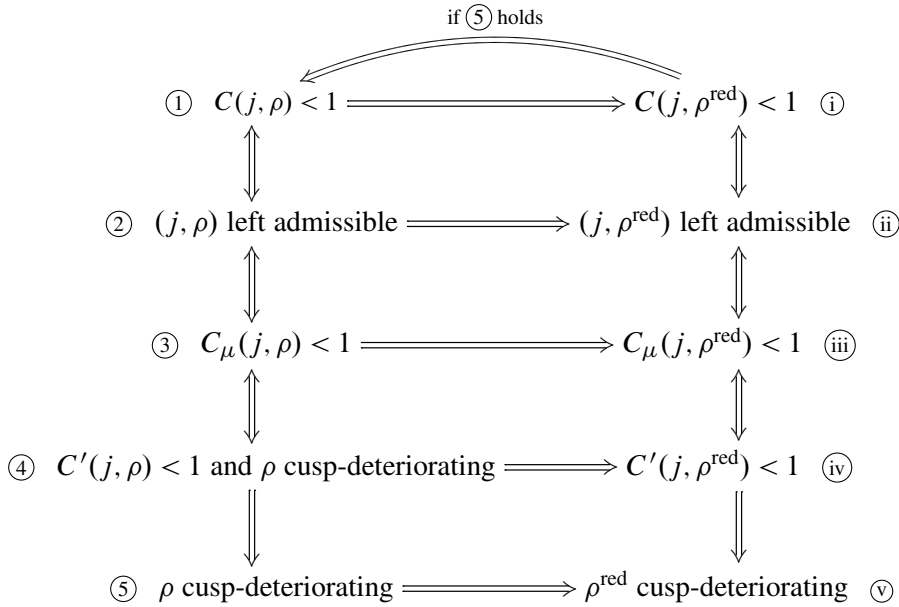 if ⑤ holds
① C(j, ρ) < 1 C(j, ρ^red) < 1 ⓘ
② (j, ρ) left admissible (j, ρ^red) left admissible ⓘⓘ
③ C_μ(j, ρ) < 1 C_μ(j, ρ^red) < 1 ⓘⓘⓘ
④ C′(j, ρ) < 1 and ρ cusp-deteriorating C′(j, ρ^red) < 1 ⓘⓥ
⑤ ρ cusp-deteriorating ρ^red cusp-deteriorating ⓥ